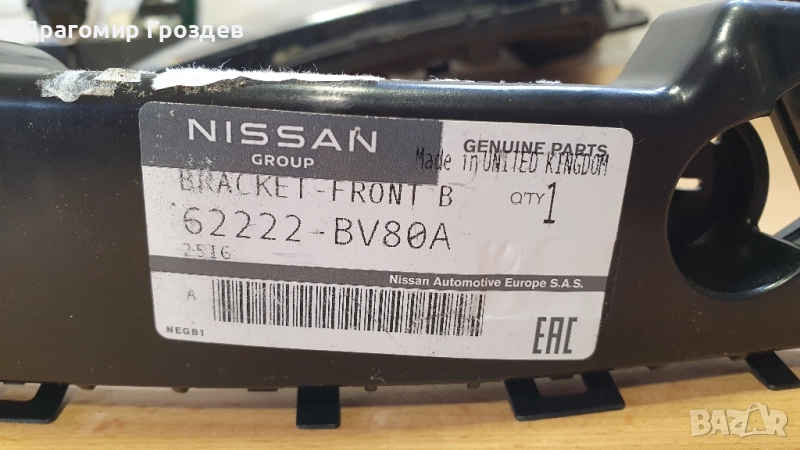 Драгомир Гроздев
NISSAN
GROUP
GENUINE PARTS
Made in UNITED KINGDOM
BRACKET-FRONT B
QTY 1
62222-BV80A
2516
Nissan Automotive Europe S.A.S.
A
NEGB1
EAC
BAZAR